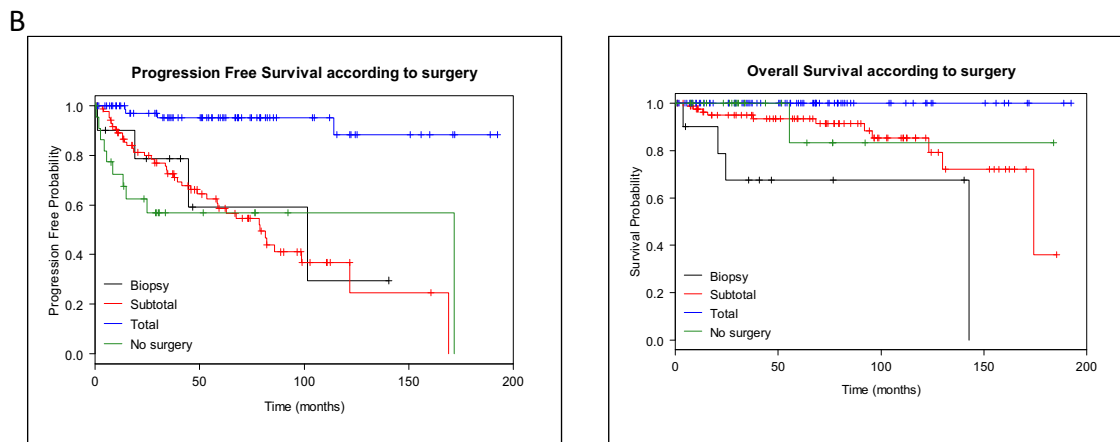 B
Progression Free Survival according to surgery
Progression Free Probability
1.0
0.8
0.6
0.4
0.2
0.0
Biopsy
Subtotal
Total
No surgery
0 50 100 150 200
Time (months)
Overall Survival according to surgery
Survival Probability
1.0
0.8
0.6
0.4
0.2
0.0
Biopsy
Subtotal
Total
No surgery
0 50 100 150 200
Time (months)